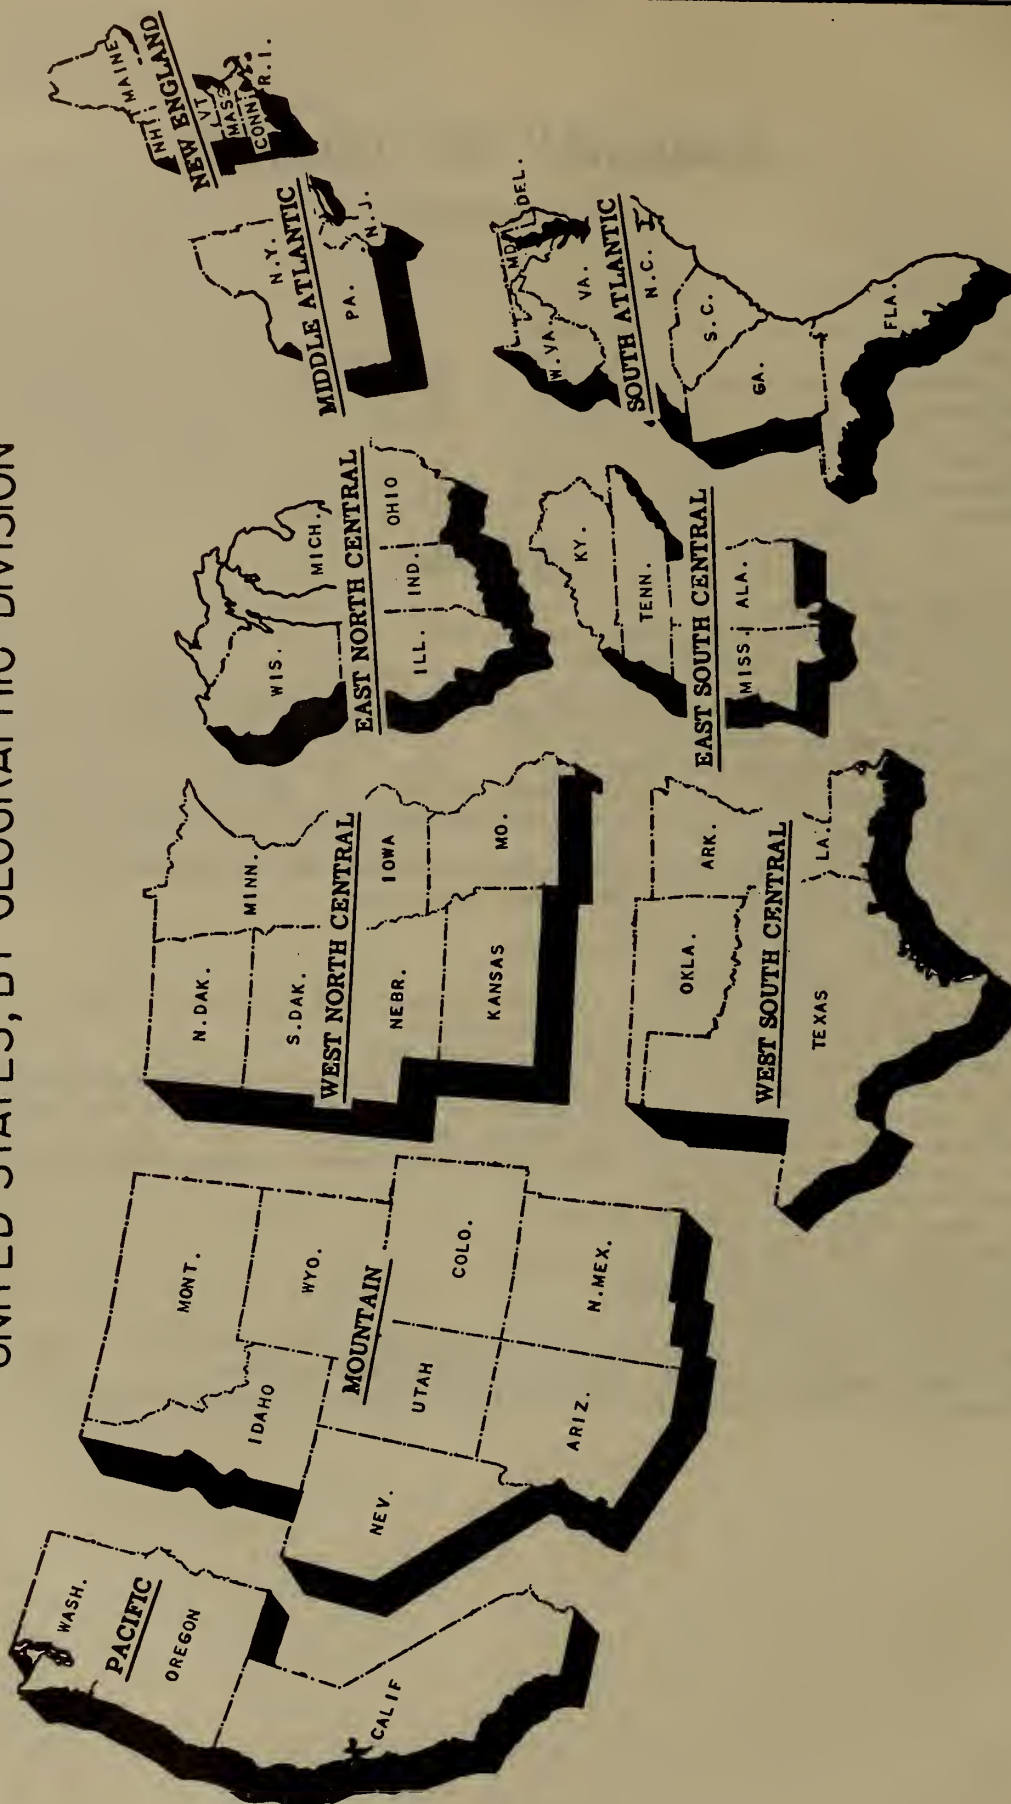 UNITED STATES, BY GEOGRAPHIC DIVISION
WASH.
PACIFIC
OREGON
CALIF
MONT.
IDAHO
WYO.
MOUNTAIN
NEV.
UTAH
COLO.
ARIZ.
N.MEX.
N.DAK.
MINN.
S.DAK.
WEST NORTH CENTRAL
NEBR.
IOWA
KANSAS
MO.
OKLA.
ARK.
WEST SOUTH CENTRAL
TEXAS
LA.
WIS.
MICH.
EAST NORTH CENTRAL
ILL.
IND.
OHIO
KY.
TENN.
EAST SOUTH CENTRAL
MISS.
ALA.
N.Y.
MIDDLE ATLANTIC
PA.
N.J.
MAINE
NH
NEW ENGLAND
VT
MASS
CONN
R.I.
MD.
DEL.
W.VA.
VA.
SOUTH ATLANTIC
N.C.
S.C.
GA.
FLA.